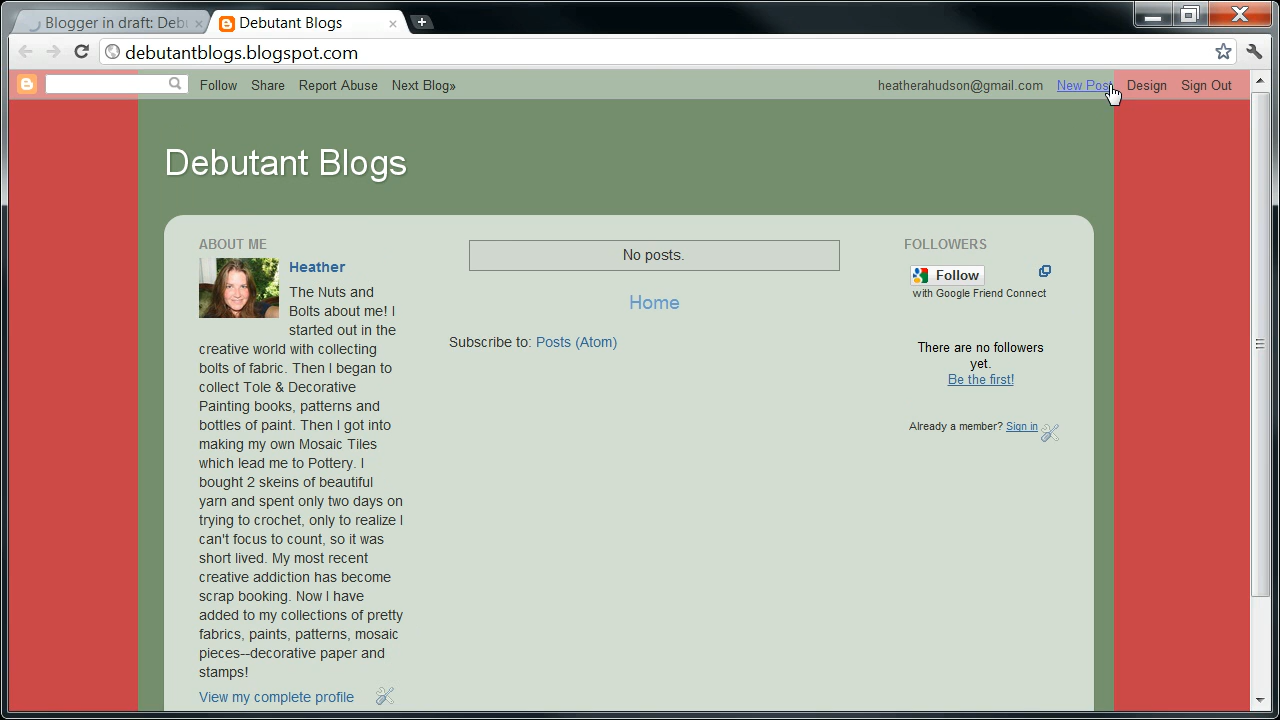 Blogger in draft: Debu
Debutant Blogs
debutantblogs.blogspot.com
Follow Share Report Abuse Next Blog»
heatherahudson@gmail.com New Post Design Sign Out
Debutant Blogs
ABOUT ME
Heather
The Nuts and
Bolts about me! I
started out in the
creative world with collecting
bolts of fabric. Then I began to
collect Tole & Decorative
Painting books, patterns and
bottles of paint. Then I got into
making my own Mosaic Tiles
which lead me to Pottery. I
bought 2 skeins of beautiful
yarn and spent only two days on
trying to crochet, only to realize I
can't focus to count, so it was
short lived. My most recent
creative addiction has become
scrap booking. Now I have
added to my collections of pretty
fabrics, paints, patterns, mosaic
pieces--decorative paper and
stamps!
View my complete profile
No posts.
Home
Subscribe to: Posts (Atom)
FOLLOWERS
Follow
with Google Friend Connect
There are no followers
yet.
Be the first!
Already a member? Sign in